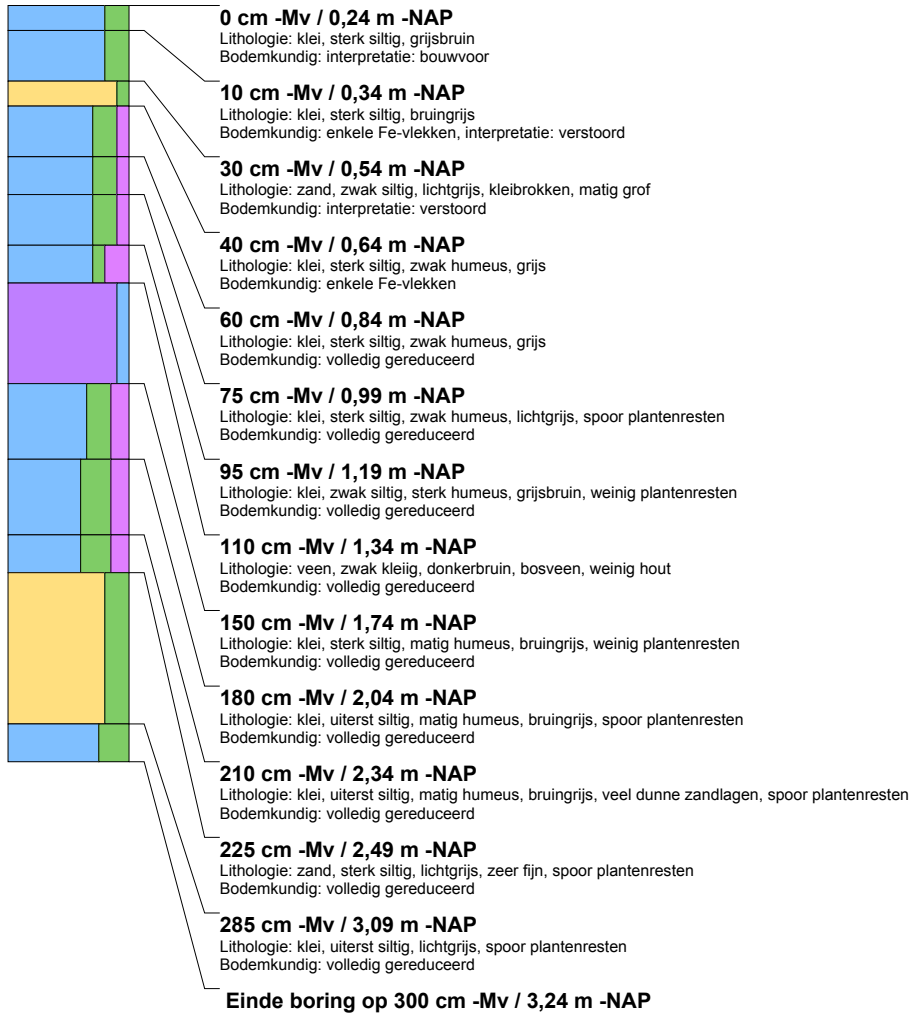 0 cm -Mv / 0,24 m -NAP
Lithologie: klei, sterk siltig, grijsbruin
Bodemkundig: interpretatie: bouwvoor
10 cm -Mv / 0,34 m -NAP
Lithologie: klei, sterk siltig, bruingrijs
Bodemkundig: enkele Fe-vlekken, interpretatie: verstoord
30 cm -Mv / 0,54 m -NAP
Lithologie: zand, zwak siltig, lichtgrijs, kleibrokken, matig grof
Bodemkundig: interpretatie: verstoord
40 cm -Mv / 0,64 m -NAP
Lithologie: klei, sterk siltig, zwak humeus, grijs
Bodemkundig: enkele Fe-vlekken
60 cm -Mv / 0,84 m -NAP
Lithologie: klei, sterk siltig, zwak humeus, grijs
Bodemkundig: volledig gereduceerd
75 cm -Mv / 0,99 m -NAP
Lithologie: klei, sterk siltig, zwak humeus, lichtgrijs, spoor plantenresten
Bodemkundig: volledig gereduceerd
95 cm -Mv / 1,19 m -NAP
Lithologie: klei, zwak siltig, sterk humeus, grijsbruin, weinig plantenresten
Bodemkundig: volledig gereduceerd
110 cm -Mv / 1,34 m -NAP
Lithologie: veen, zwak kleiig, donkerbruin, bosveen, weinig hout
Bodemkundig: volledig gereduceerd
150 cm -Mv / 1,74 m -NAP
Lithologie: klei, sterk siltig, matig humeus, bruingrijs, weinig plantenresten
Bodemkundig: volledig gereduceerd
180 cm -Mv / 2,04 m -NAP
Lithologie: klei, uiterst siltig, matig humeus, bruingrijs, spoor plantenresten
Bodemkundig: volledig gereduceerd
210 cm -Mv / 2,34 m -NAP
Lithologie: klei, uiterst siltig, matig humeus, bruingrijs, veel dunne zandlagen, spoor plantenresten
Bodemkundig: volledig gereduceerd
225 cm -Mv / 2,49 m -NAP
Lithologie: zand, sterk siltig, lichtgrijs, zeer fijn, spoor plantenresten
Bodemkundig: volledig gereduceerd
285 cm -Mv / 3,09 m -NAP
Lithologie: klei, uiterst siltig, lichtgrijs, spoor plantenresten
Bodemkundig: volledig gereduceerd
Einde boring op 300 cm -Mv / 3,24 m -NAP